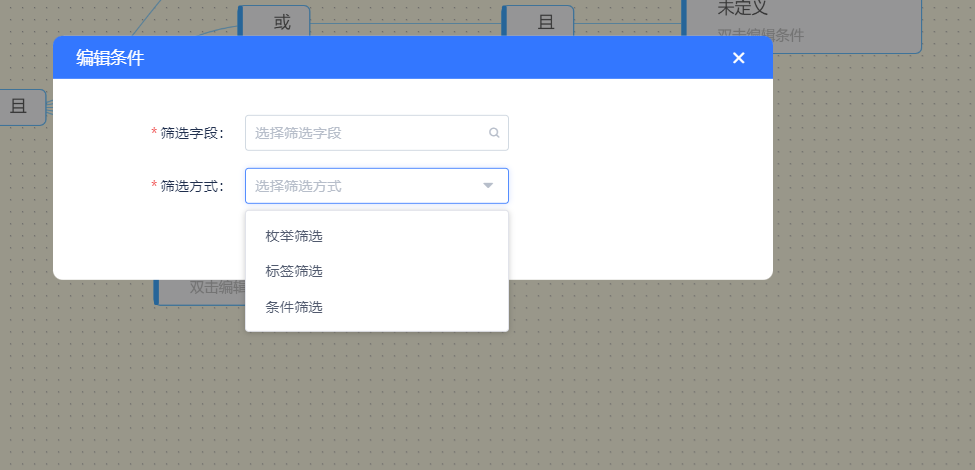 或
且
未定义
双击编辑条件
编辑条件
且
*筛选字段：
选择筛选字段
*筛选方式：
选择筛选方式
枚举筛选
标签筛选
条件筛选
双击编辑